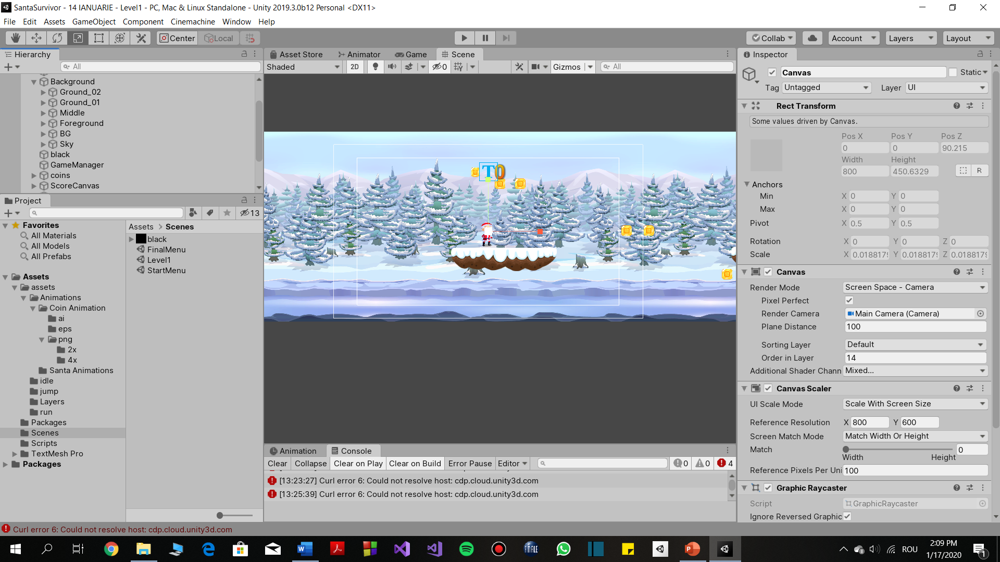 SantaSurvivor - 14 IANUARIE - Level1 - PC, Mac & Linux Standalone - Unity 2019.3.0b12 Personal <DX11>
File Edit Assets GameObject Component Cinemachine Window Help
Center Local Collab Account Layers Layout
Hierarchy
All
Background
Ground_02
Ground_01
Middle
Foreground
BG
Sky
black
GameManager
coins
ScoreCanvas
Project
13
Favorites
All Materials
All Models
All Prefabs
Assets
assets
Animations
Coin Animation
ai
eps
png
2x
4x
Santa Animations
idle
jump
Layers
run
Packages
Scenes
Scripts
TextMesh Pro
Packages
Assets > Scenes
black
FinalMenu
Level1
StartMenu
Asset Store Animator Game Scene
Shaded 2D 0 Gizmos All
T0
Animation Console
Clear Collapse Clear on Play Clear on Build Error Pause Editor 0 0 4
[13:23:27] Curl error 6: Could not resolve host: cdp.cloud.unity3d.com
[13:25:39] Curl error 6: Could not resolve host: cdp.cloud.unity3d.com
Inspector
Canvas Static
Tag Untagged Layer UI
Rect Transform
Some values driven by Canvas.
Pos X Pos Y Pos Z
0 0 90.215
Width Height
800 450.6329 R
Anchors
Min X 0 Y 0
Max X 0 Y 0
Pivot X 0.5 Y 0.5
Rotation X 0 Y 0 Z 0
Scale X 0.018817 Y 0.018817 Z 0.018817
Canvas
Render Mode Screen Space - Camera
Pixel Perfect
Render Camera Main Camera (Camera)
Plane Distance 100
Sorting Layer Default
Order in Layer 14
Additional Shader Chann Mixed...
Canvas Scaler
UI Scale Mode Scale With Screen Size
Reference Resolution X 800 Y 600
Screen Match Mode Match Width Or Height
Match 0
Width Height
Reference Pixels Per Uni 100
Graphic Raycaster
Script GraphicRaycaster
Ignore Reversed Graphic
Curl error 6: Could not resolve host: cdp.cloud.unity3d.com
FINALE
ROU
2:09 PM
1/17/2020
1